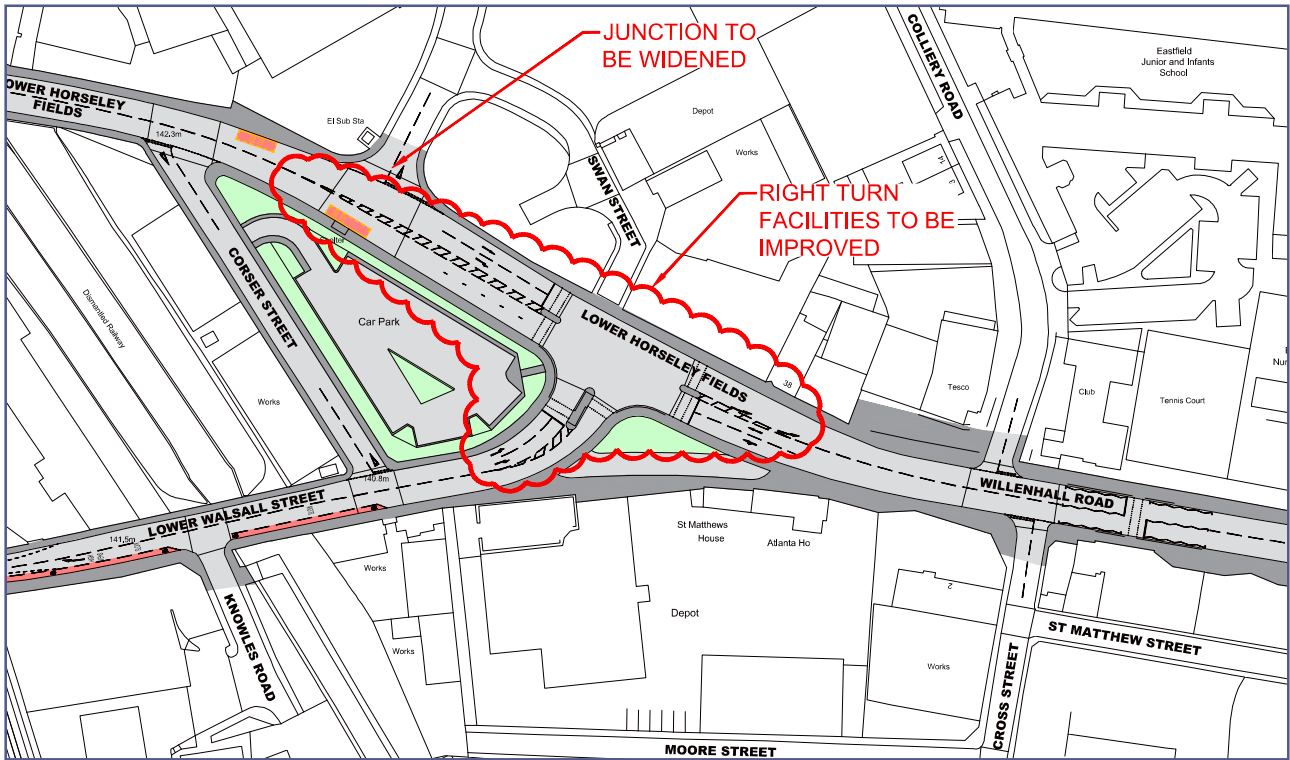 JUNCTION TO
BE WIDENED
COLLIERY ROAD
Eastfield
Junior and Infants
School
LOWER HORSELEY
FIELDS
142.3m
El Sub Sta
Depot
Works
SWAN STREET
14
3
RIGHT TURN
FACILITIES TO BE
IMPROVED
CORSER STREET
Dismantled Railway
Car Park
LOWER HORSELEY FIELDS
38
Tesco
Club
Tennis Court
Works
140.8m
LOWER WALSALL STREET
141.5m
WILLENHALL ROAD
St Matthews
House
Atlanta Ho
Works
KNOWLES ROAD
Depot
2
Works
Works
ST MATTHEW STREET
CROSS STREET
MOORE STREET